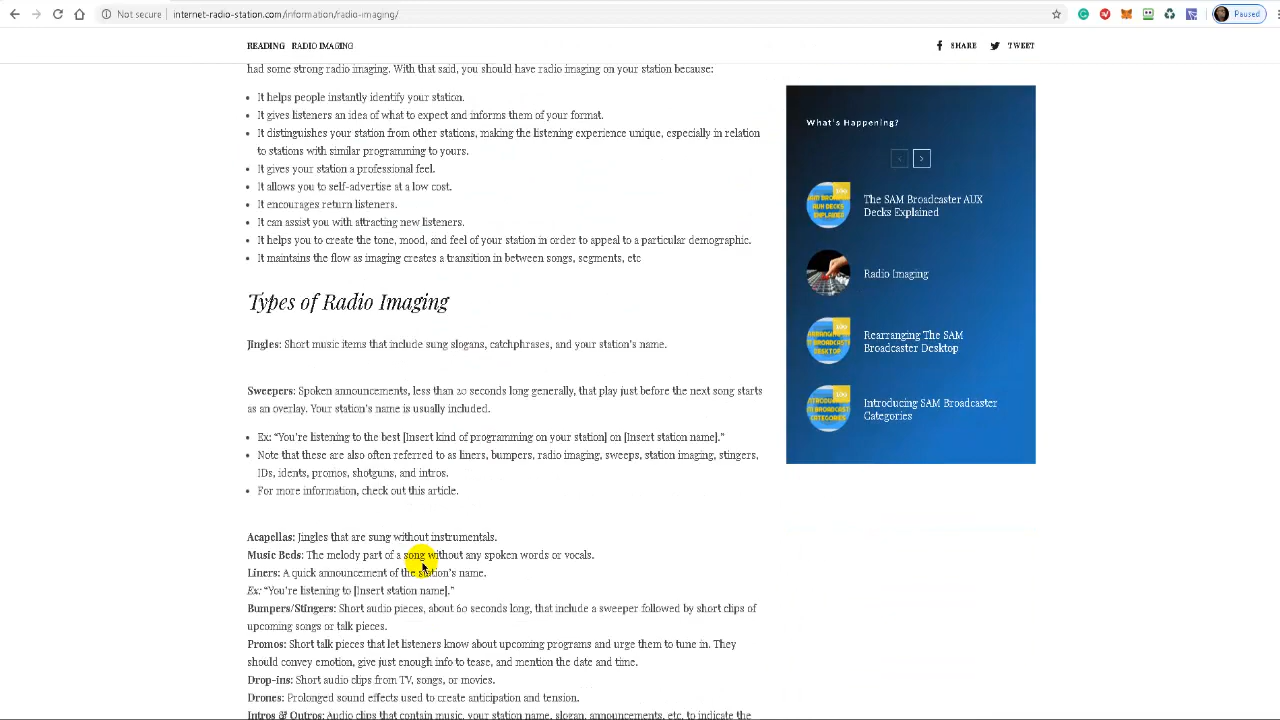 Not secure
internet-radio-station.com/information/radio-imaging/
Paused
READING RADIO IMAGING
SHARE TWEET
had some strong radio imaging. With that said, you should have radio imaging on your station because:
It helps people instantly identify your station.
It gives listeners an idea of what to expect and informs them of your format.
It distinguishes your station from other stations, making the listening experience unique, especially in relation
to stations with similar programming to yours.
It gives your station a professional feel.
It allows you to self-advertise at a low cost.
It encourages return listeners.
It can assist you with attracting new listeners.
It helps you to create the tone, mood, and feel of your station in order to appeal to a particular demographic.
It maintains the flow as imaging creates a transition in between songs, segments, etc
Types of Radio Imaging
Jingles: Short music items that include sung slogans, catchphrases, and your station's name.
Sweepers: Spoken announcements, less than 20 seconds long generally, that play just before the next song starts
as an overlay. Your station's name is usually included.
Ex: “You're listening to the best [Insert kind of programming on your station] on [Insert station name].”
Note that these are also often referred to as liners, bumpers, radio imaging, sweeps, station imaging, stingers,
IDs, idents, promos, shotguns, and intros.
For more information, check out this article.
Acapellas: Jingles that are sung without instrumentals.
Music Beds: The melody part of a song without any spoken words or vocals.
Liners: A quick announcement of the station's name.
Ex: “You're listening to [Insert station name].”
Bumpers/Stingers: Short audio pieces, about 60 seconds long, that include a sweeper followed by short clips of
upcoming songs or talk pieces.
Promos: Short talk pieces that let listeners know about upcoming programs and urge them to tune in. They
should convey emotion, give just enough info to tease, and mention the date and time.
Drop-ins: Short audio clips from TV, songs, or movies.
Drones: Prolonged sound effects used to create anticipation and tension.
Intros & Outros: Audio clips that contain music, your station name, slogan, announcements, etc. to indicate the
What's Happening?
The SAM Broadcaster AUX
Decks Explained
Radio Imaging
Rearranging The SAM
Broadcaster Desktop
Introducing SAM Broadcaster
Categories